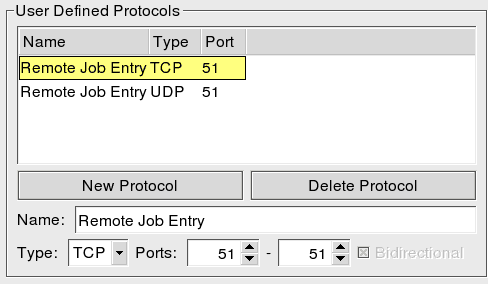 User Defined Protocols
Name Type Port
Remote Job Entry TCP 51
Remote Job Entry UDP 51
New Protocol Delete Protocol
Name: Remote Job Entry
Type: TCP Ports: 51 - 51 Bidirectional